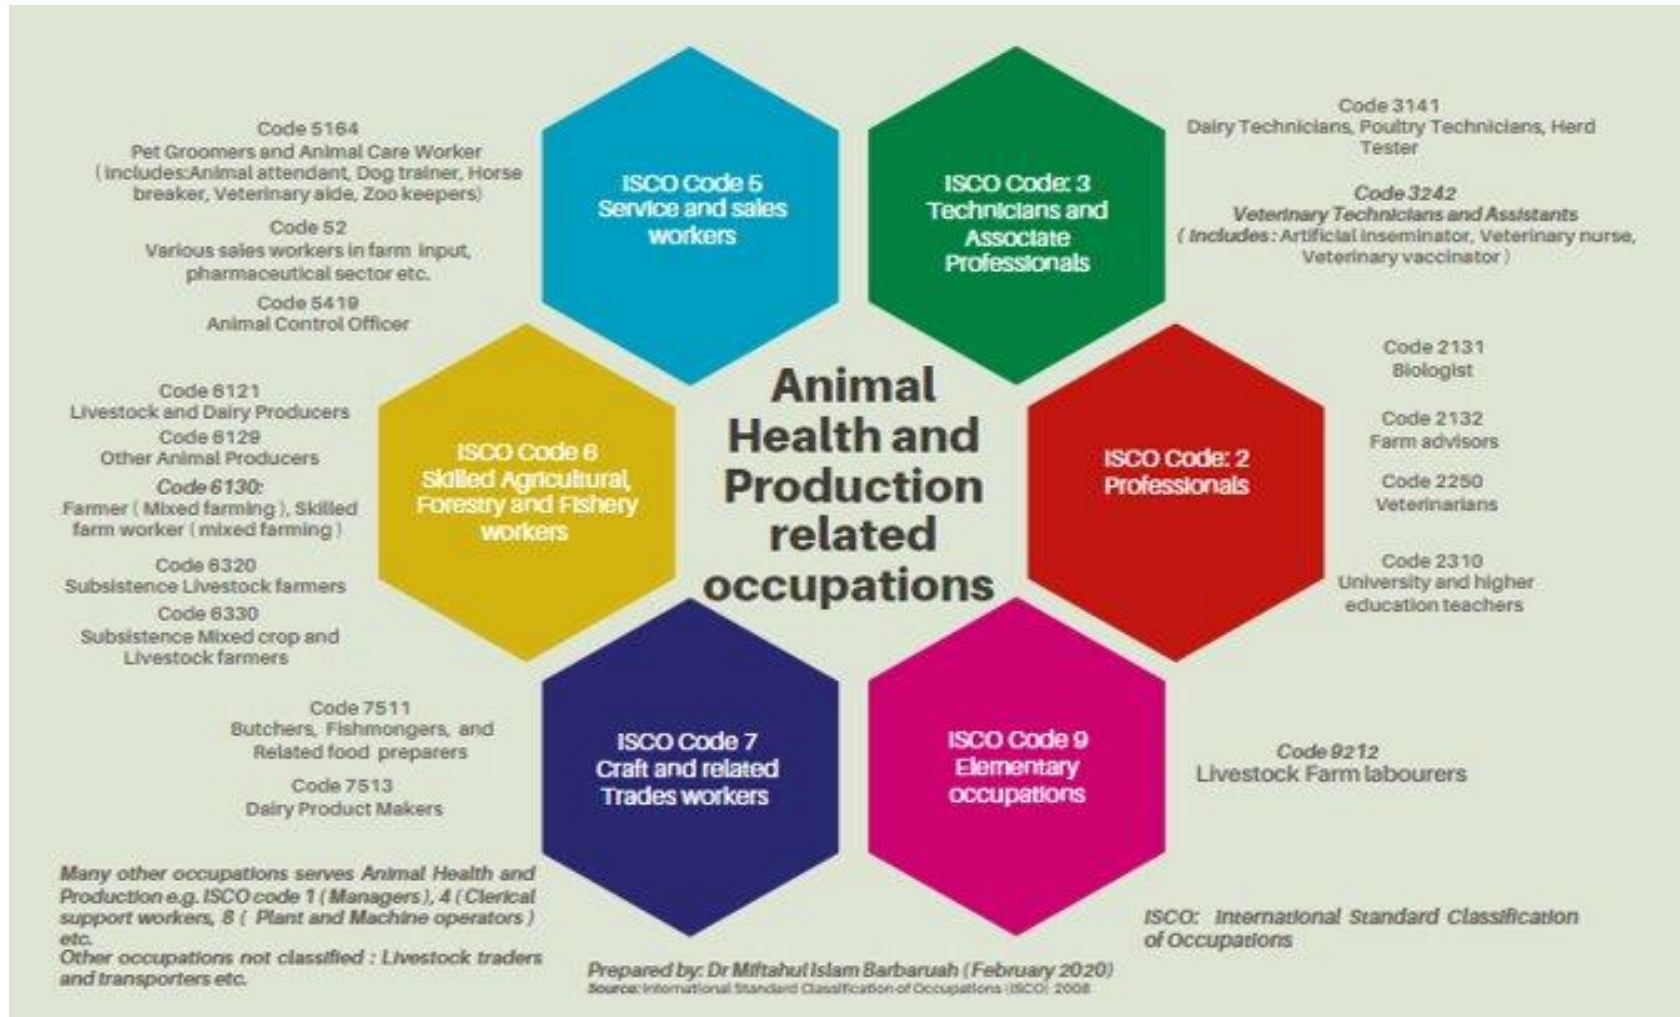 Code 5164
Pet Groomers and Animal Care Worker
( Includes:Animal attendant, Dog trainer, Horse
breaker, Veterinary aide, Zoo keepers)
Code 52
Various sales workers in farm input,
pharmaceutical sector etc.
Code 5419
Animal Control Officer
ISCO Code 5
Service and sales
workers
ISCO Code: 3
Technicians and
Associate
Professionals
Code 3141
Dairy Technicians, Poultry Technicians, Herd
Tester
Code 3242
Veterinary Technicians and Assistants
( Includes : Artificial inseminator, Veterinary nurse,
Veterinary vaccinator )
Code 6121
Livestock and Dairy Producers
Code 6129
Other Animal Producers
Code 6130:
Farmer ( Mixed farming ), Skilled
farm worker ( mixed farming )
Code 6320
Subsistence Livestock farmers
Code 6330
Subsistence Mixed crop and
Livestock farmers
ISCO Code 6
Skilled Agricultural,
Forestry and Fishery
workers
Animal
Health and
Production
related
occupations
ISCO Code: 2
Professionals
Code 2131
Biologist
Code 2132
Farm advisors
Code 2250
Veterinarians
Code 2310
University and higher
education teachers
Code 7511
Butchers, Fishmongers, and
Related food preparers
Code 7513
Dairy Product Makers
ISCO Code 7
Craft and related
Trades workers
ISCO Code 9
Elementary
occupations
Code 9212
Livestock Farm labourers
Many other occupations serves Animal Health and
Production e.g. ISCO code 1 ( Managers ), 4 ( Clerical
support workers, 8 ( Plant and Machine operators )
etc.
Other occupations not classified : Livestock traders
and transporters etc.
ISCO: International Standard Classification
of Occupations
Prepared by: Dr Miftahul Islam Barbaruah ( February 2020)
Source: International Standard Classification of Occupations (ISCO) 2008